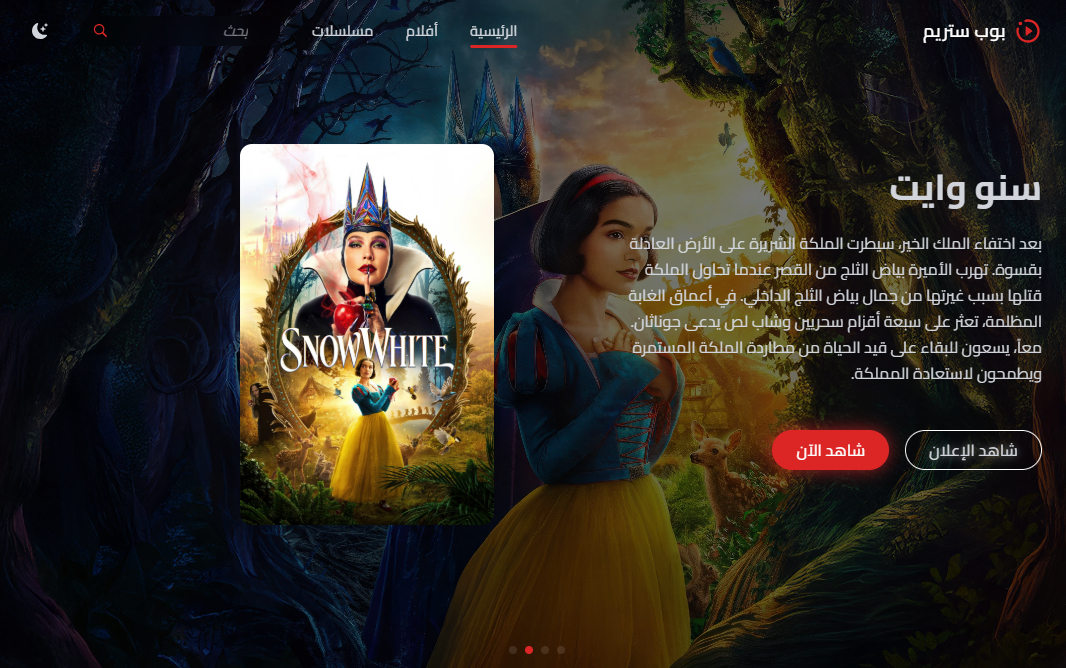 بوب ستريم
الرئيسية
أفلام
مسلسلات
بحث
سنو وايت
بعد اختفاء الملك الخير، سيطرت الملكة الشريرة على الأرض العادلة
بقسوة. تهرب الأميرة بياض الثلج من القصر عندما تحاول الملكة
قتلها بسبب غيرتها من جمال بياض الثلج الداخلي. في أعماق الغابة
المظلمة، تعثر على سبعة أقزام سحريين وشاب لص يدعى جوناثان.
معاً، يسعون للبقاء على قيد الحياة من مطاردة الملكة المستمرة
ويطمحون لاستعادة المملكة.
شاهد الإعلان
شاهد الآن
SNOW WHITE